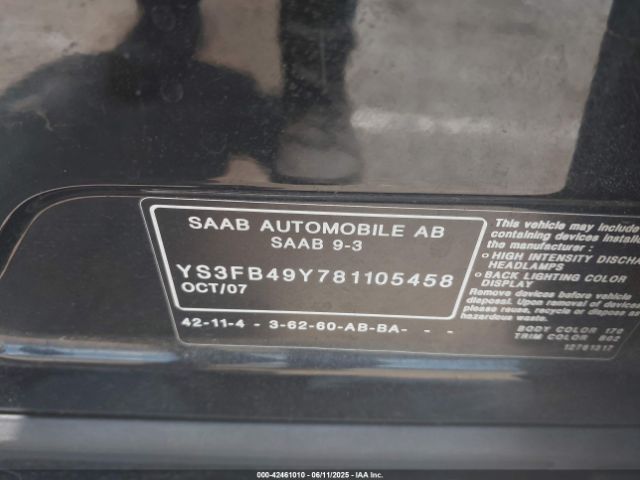 SAAB AUTOMOBILE AB
SAAB 9-3
YS3FB49Y781105458
OCT/07
42-11-4 - 3-62-60-AB-BA- - -
This vehicle may include
containing devices installed
the manufacturer:
HIGH INTENSITY DISCHA
HEADLAMPS
BACK LIGHTING COLOR
DISPLAY
Remove devices before vehicle
disposal. Upon removal of devices
please reuse, recycle or dispose as
hazardous waste.
BODY COLOR 170
TRIM COLOR B02
12781317
000-42461010 - 06/11/2025 - IAA Inc.